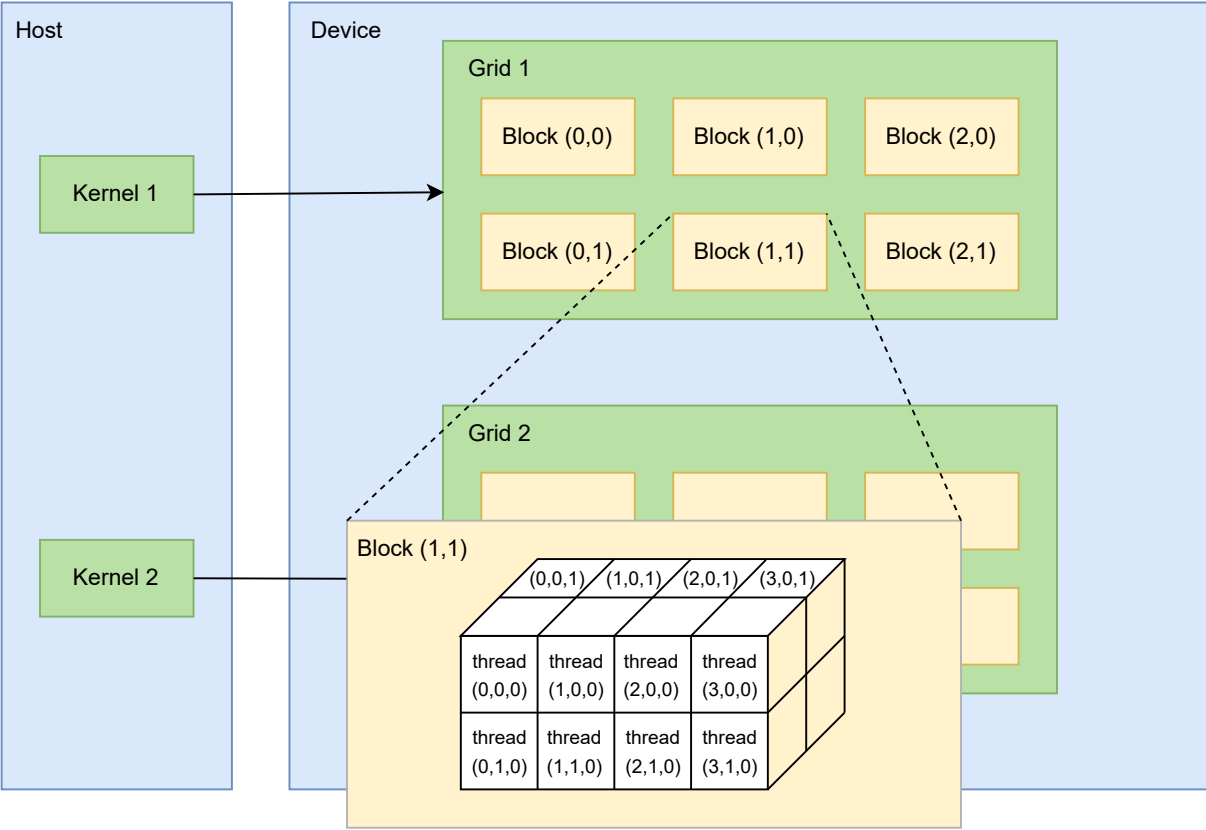 Host
Device
Grid 1
Block (0,0)
Block (1,0)
Block (2,0)
Kernel 1
Block (0,1)
Block (1,1)
Block (2,1)
Grid 2
Kernel 2
Block (1,1)
(0,0,1)
(1,0,1)
(2,0,1)
(3,0,1)
thread
(0,0,0)
thread
(1,0,0)
thread
(2,0,0)
thread
(3,0,0)
thread
(0,1,0)
thread
(1,1,0)
thread
(2,1,0)
thread
(3,1,0)